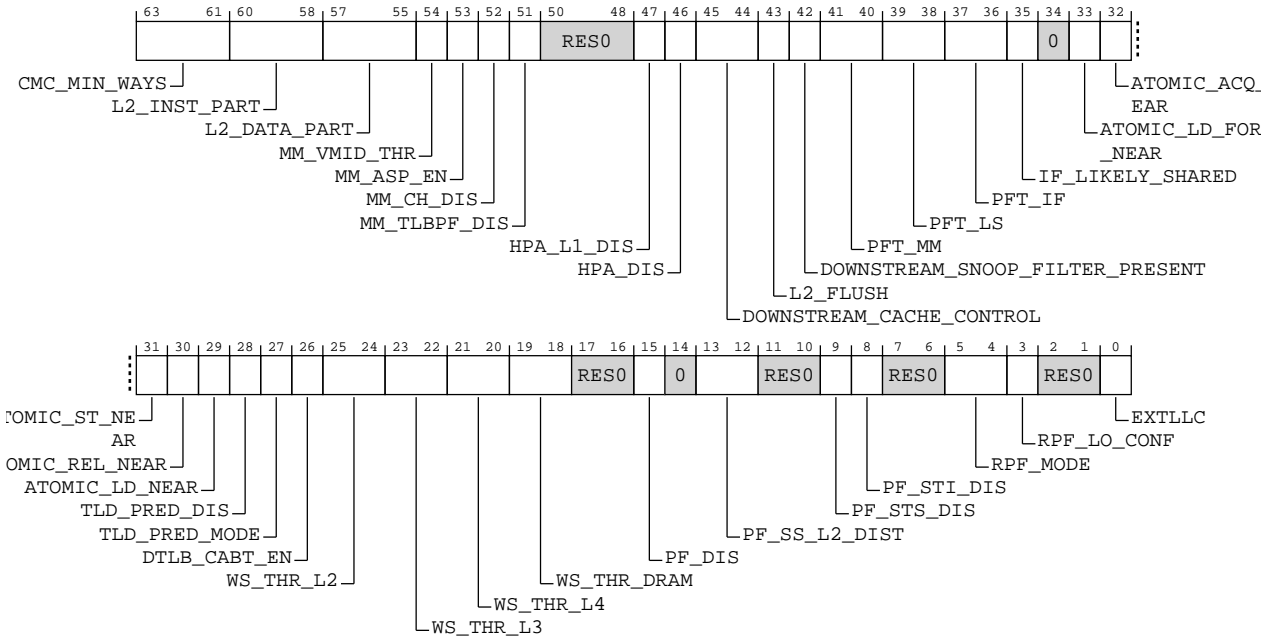 63 61 60 58 57 55 54 53 52 51 50 48 47 46 45 44 43 42 41 40 39 38 37 36 35 34 33 32
RES0 0
CMC_MIN_WAYS ATOMIC_ACQ_
L2_INST_PART EAR
L2_DATA_PART ATOMIC_LD_FOR
MM_VMID_THR _NEAR
MM_ASP_EN IF_LIKELY_SHARED
MM_CH_DIS PFT_IF
MM_TLBPF_DIS PFT_LS
HPA_L1_DIS PFT_MM
HPA_DIS DOWNSTREAM_SNOOP_FILTER_PRESENT
L2_FLUSH
DOWNSTREAM_CACHE_CONTROL
31 30 29 28 27 26 25 24 23 22 21 20 19 18 17 16 15 14 13 12 11 10 9 8 7 6 5 4 3 2 1 0
RES0 0 RES0 RES0 RES0
TOMIC_ST_NE EXTLLC
AR RPF_LO_CONF
OMIC_REL_NEAR RPF_MODE
ATOMIC_LD_NEAR PF_STI_DIS
TLD_PRED_DIS PF_STS_DIS
TLD_PRED_MODE PF_SS_L2_DIST
DTLB_CABT_EN PF_DIS
WS_THR_L2 WS_THR_DRAM
WS_THR_L4
WS_THR_L3